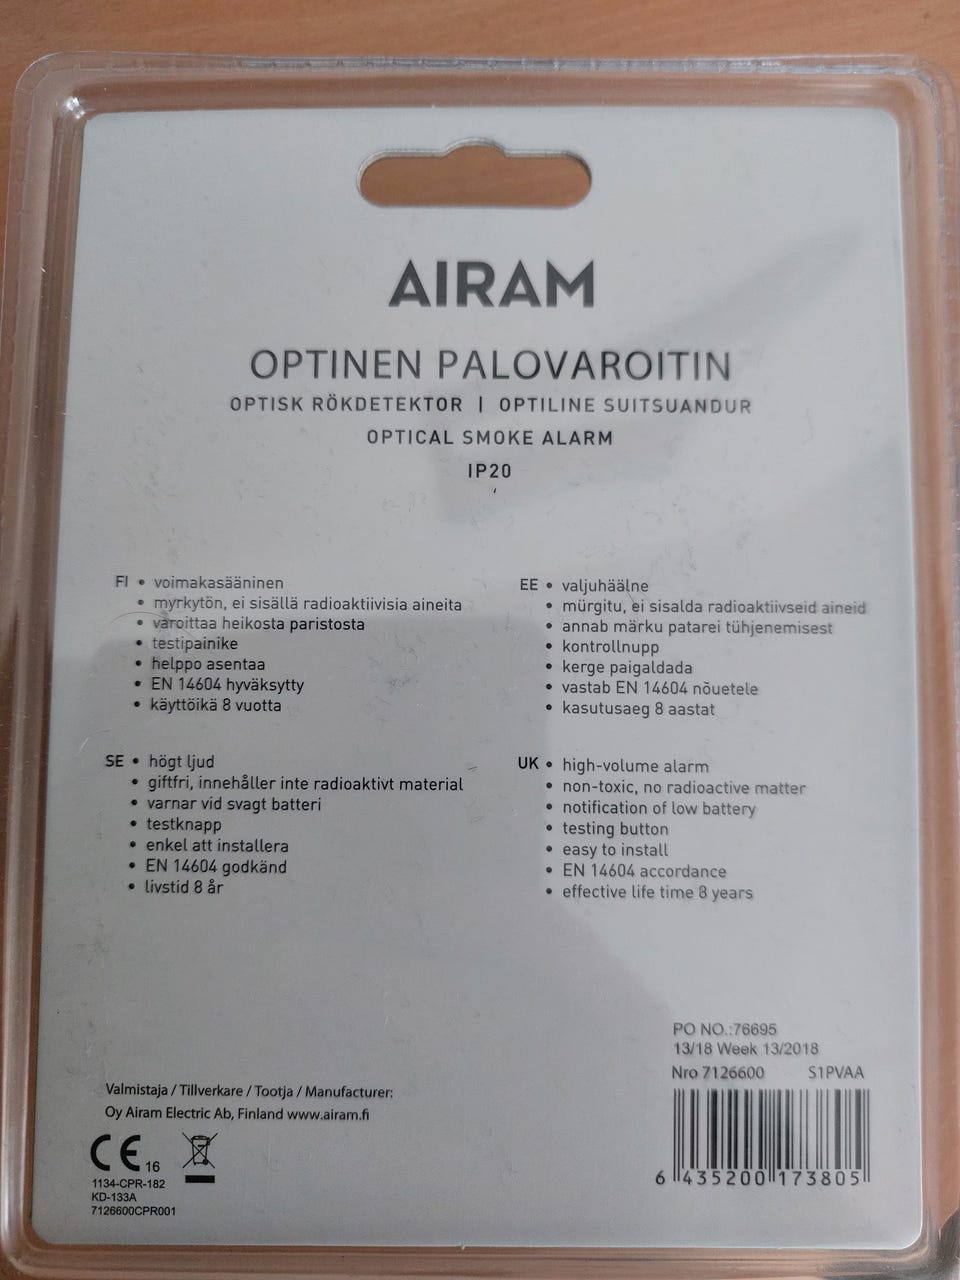 AIRAM
OPTINEN PALOVAROITIN
OPTISK RÖKDETEKTOR | OPTILINE SUITSUANDUR
OPTICAL SMOKE ALARM
IP20
FI • voimakasääninen
• myrkytön, ei sisällä radioaktiivisia aineita
• varoittaa heikosta paristosta
• testipainike
• helppo asentaa
• EN 14604 hyväksytty
• käyttöikä 8 vuotta
EE • valjuhäälne
• mürgitu, ei sisalda radioaktiivseid aineid
• annab märku patarei tühjenemisest
• kontrollnupp
• kerge paigaldada
• vastab EN 14604 nõuetele
• kasutusaeg 8 aastat
SE • högt ljud
• giftfri, innehåller inte radioaktivt material
• varnar vid svagt batteri
• testknapp
• enkel att installera
• EN 14604 godkänd
• livstid 8 år
UK • high-volume alarm
• non-toxic, no radioactive matter
• notification of low battery
• testing button
• easy to install
• EN 14604 accordance
• effective life time 8 years
Valmistaja / Tillverkare / Tootja / Manufacturer:
Oy Airam Electric Ab, Finland www.airam.fi
CE 16
1134-CPR-182
KD-133A
7126600CPR001
PO NO.:76695
13/18 Week 13/2018
Nro 7126600 S1PVAA
6 435200 173805